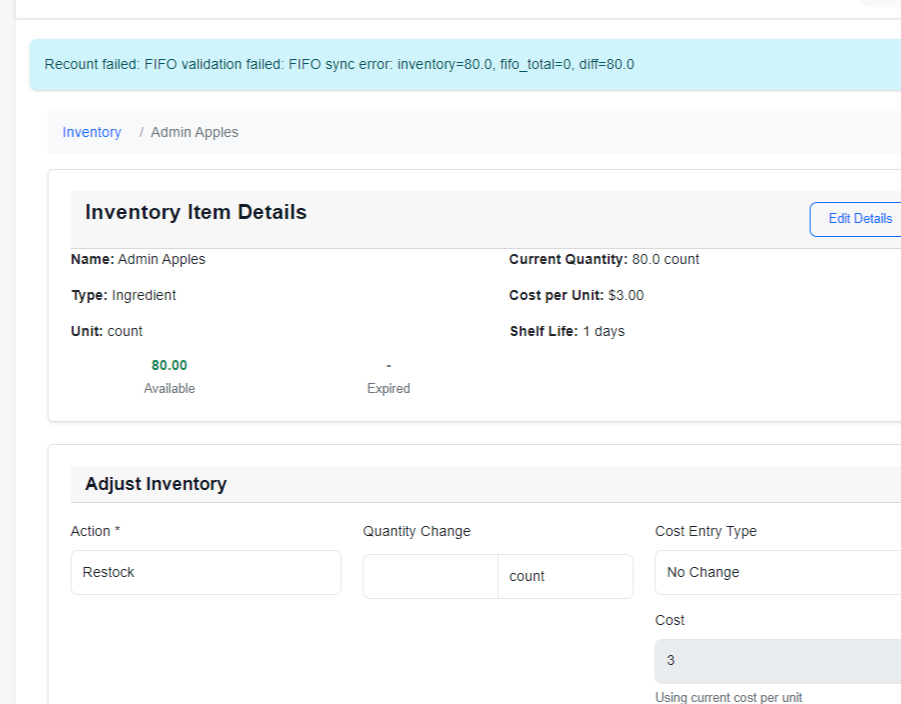 Recount failed: FIFO validation failed: FIFO sync error: inventory=80.0, fifo_total=0, diff=80.0
Inventory / Admin Apples
Inventory Item Details
Edit Details
Name: Admin Apples
Current Quantity: 80.0 count
Type: Ingredient
Cost per Unit: $3.00
Unit: count
Shelf Life: 1 days
80.00
-
Available
Expired
Adjust Inventory
Action *
Quantity Change
Cost Entry Type
Restock
count
No Change
Cost
3
Using current cost per unit